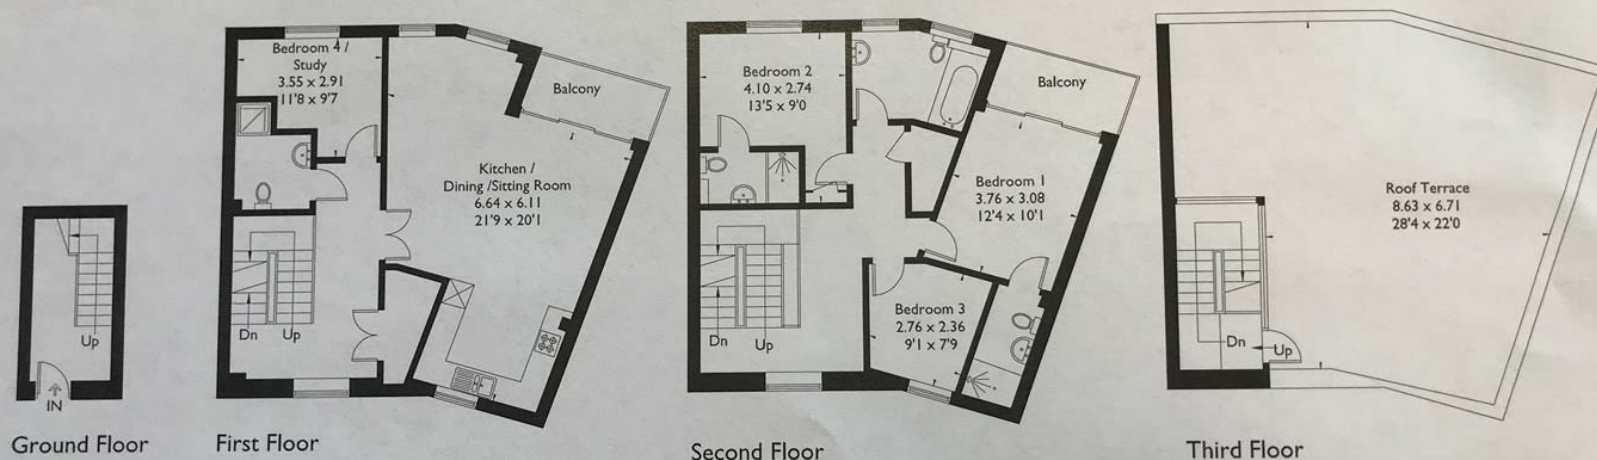 IN
Up
Ground Floor
Bedroom 4 /
Study
3.55 x 2.91
11'8 x 9'7
Balcony
Kitchen /
Dining /Sitting Room
6.64 x 6.11
21'9 x 20'1
Dn
Up
First Floor
Bedroom 2
4.10 x 2.74
13'5 x 9'0
Balcony
Bedroom 1
3.76 x 3.08
12'4 x 10'1
Bedroom 3
2.76 x 2.36
9'1 x 7'9
Dn
Up
Second Floor
Roof Terrace
8.63 x 6.71
28'4 x 22'0
Dn
Up
Third Floor